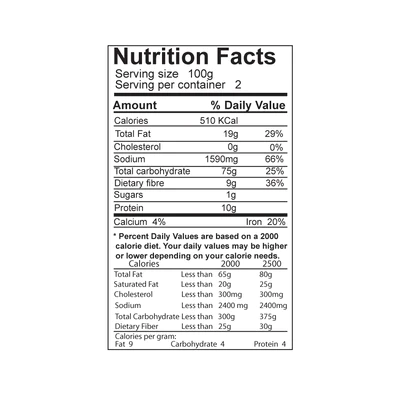 Nutrition Facts
Serving size 100g
Serving per container 2
Amount % Daily Value
Calories 510 KCal
Total Fat 19g 29%
Cholesterol 0g 0%
Sodium 1590mg 66%
Total carbohydrate 75g 25%
Dietary fibre 9g 36%
Sugars 1g
Protein 10g
Calcium 4% Iron 20%
* Percent Daily Values are based on a 2000
calorie diet. Your daily values may be higher
or lower depending on your calorie needs.
Calories 2000 2500
Total Fat Less than 65g 80g
Saturated Fat Less than 20g 25g
Cholesterol Less than 300mg 300mg
Sodium Less than 2400 mg 2400mg
Total Carbohydrate Less than 300g 375g
Dietary Fiber Less than 25g 30g
Calories per gram:
Fat 9 Carbohydrate 4 Protein 4